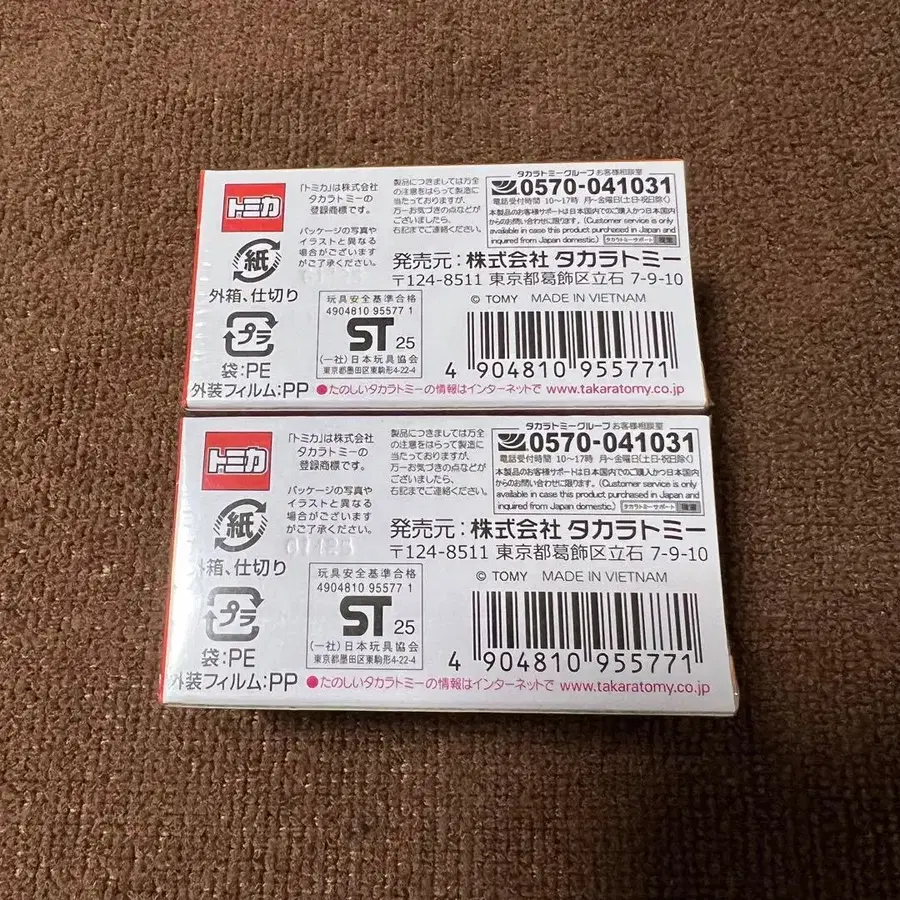 トミカ
「トミカ」は株式会社
タカラトミーの
登録商標です。
パッケージの写真や
イラストと異なる
場合がございますが
ご了承ください。
製品につきましては万全
の注意をはらって製造に
当たっておりますが、
万一お気づきの点などが
ございましたら、
右記までご連絡ください。
タカラトミーグループ お客様相談室
0570-041031
電話受付時間 10〜17時 月〜金曜日(土・日・祝日除く)
本製品のお客様サポートは日本国内でのご購入かつ日本国内
からのお問い合わせに限ります。(Customer service is only
available in case this product purchased in Japan and
inquired from Japan domestic.) タカラトミーサポート 検索
発売元:株式会社 タカラトミー
〒124-8511 東京都葛飾区立石 7-9-10
紙
外箱、仕切り
プラ
袋:PE
外装フィルム:PP
玩具安全基準合格
4904810 95577 1
ST 25
(一社)日本玩具協会
東京都墨田区東駒形4-22-4
© TOMY MADE IN VIETNAM
4 904810 955771
●たのしいタカラトミーの情報はインターネットで www.takaratomy.co.jp
トミカ
「トミカ」は株式会社
タカラトミーの
登録商標です。
パッケージの写真や
イラストと異なる
場合がございますが
ご了承ください。
製品につきましては万全
の注意をはらって製造に
当たっておりますが、
万一お気づきの点などが
ございましたら、
右記までご連絡ください。
タカラトミーグループ お客様相談室
0570-041031
電話受付時間 10〜17時 月〜金曜日(土・日・祝日除く)
本製品のお客様サポートは日本国内でのご購入かつ日本国内
からのお問い合わせに限ります。(Customer service is only
available in case this product purchased in Japan and
inquired from Japan domestic.) タカラトミーサポート 検索
発売元:株式会社 タカラトミー
〒124-8511 東京都葛飾区立石 7-9-10
紙
外箱、仕切り
プラ
袋:PE
外装フィルム:PP
玩具安全基準合格
4904810 95577 1
ST 25
(一社)日本玩具協会
東京都墨田区東駒形4-22-4
© TOMY MADE IN VIETNAM
4 904810 955771
●たのしいタカラトミーの情報はインターネットで www.takaratomy.co.jp